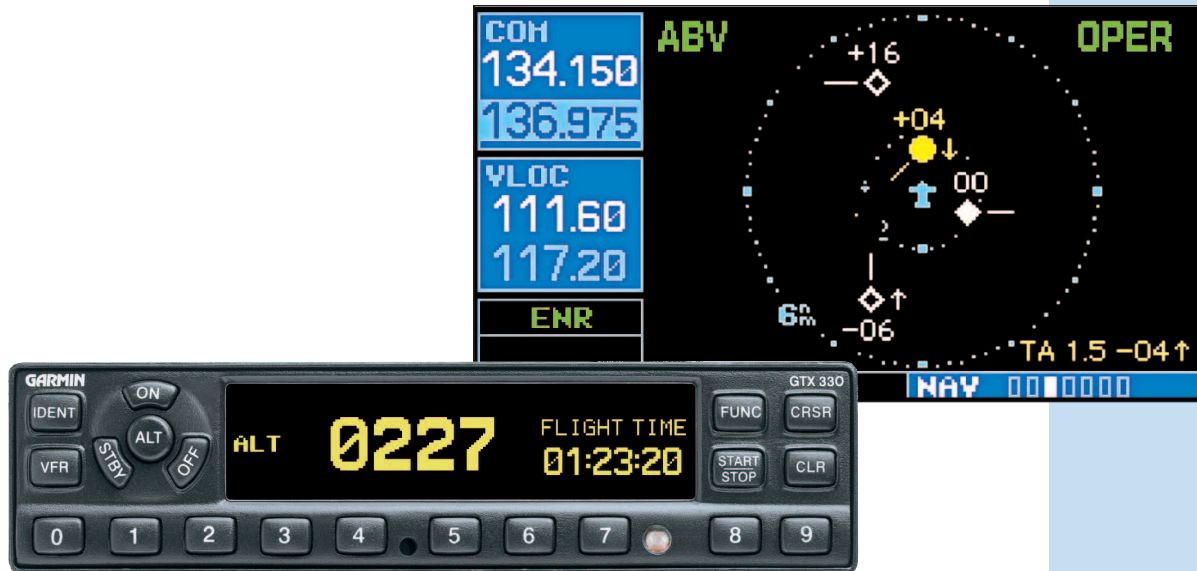 COM
134.150
136.975
VLOC
111.60
117.20
ENR
ABV
OPER
+16
+04
00
-06
6nm
TA 1.5 -04↑
NAV
GARMIN
GTX 330
IDENT
VFR
ON
ALT
STBY
OFF
ALT
0227
FLIGHT TIME
01:23:20
FUNC
CRSR
START
STOP
CLR
0
1
2
3
4
5
6
7
8
9